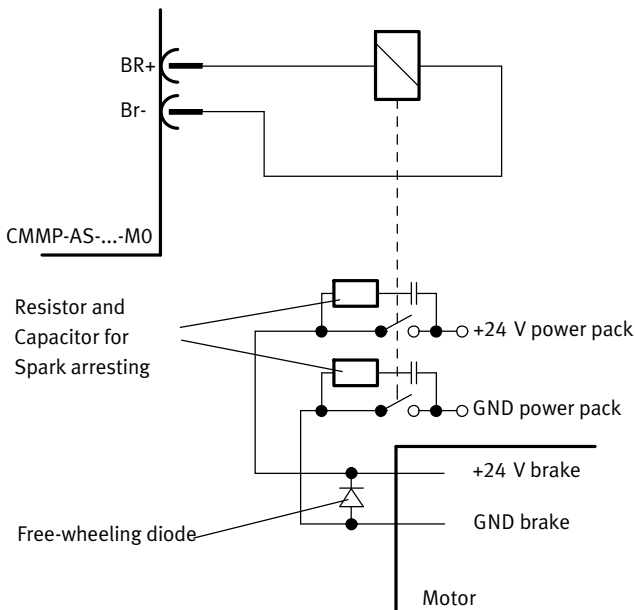 BR+
Br-
CMMP-AS-...-M0
Resistor and
Capacitor for
Spark arresting
+24 V power pack
GND power pack
+24 V brake
Free-wheeling diode
GND brake
Motor